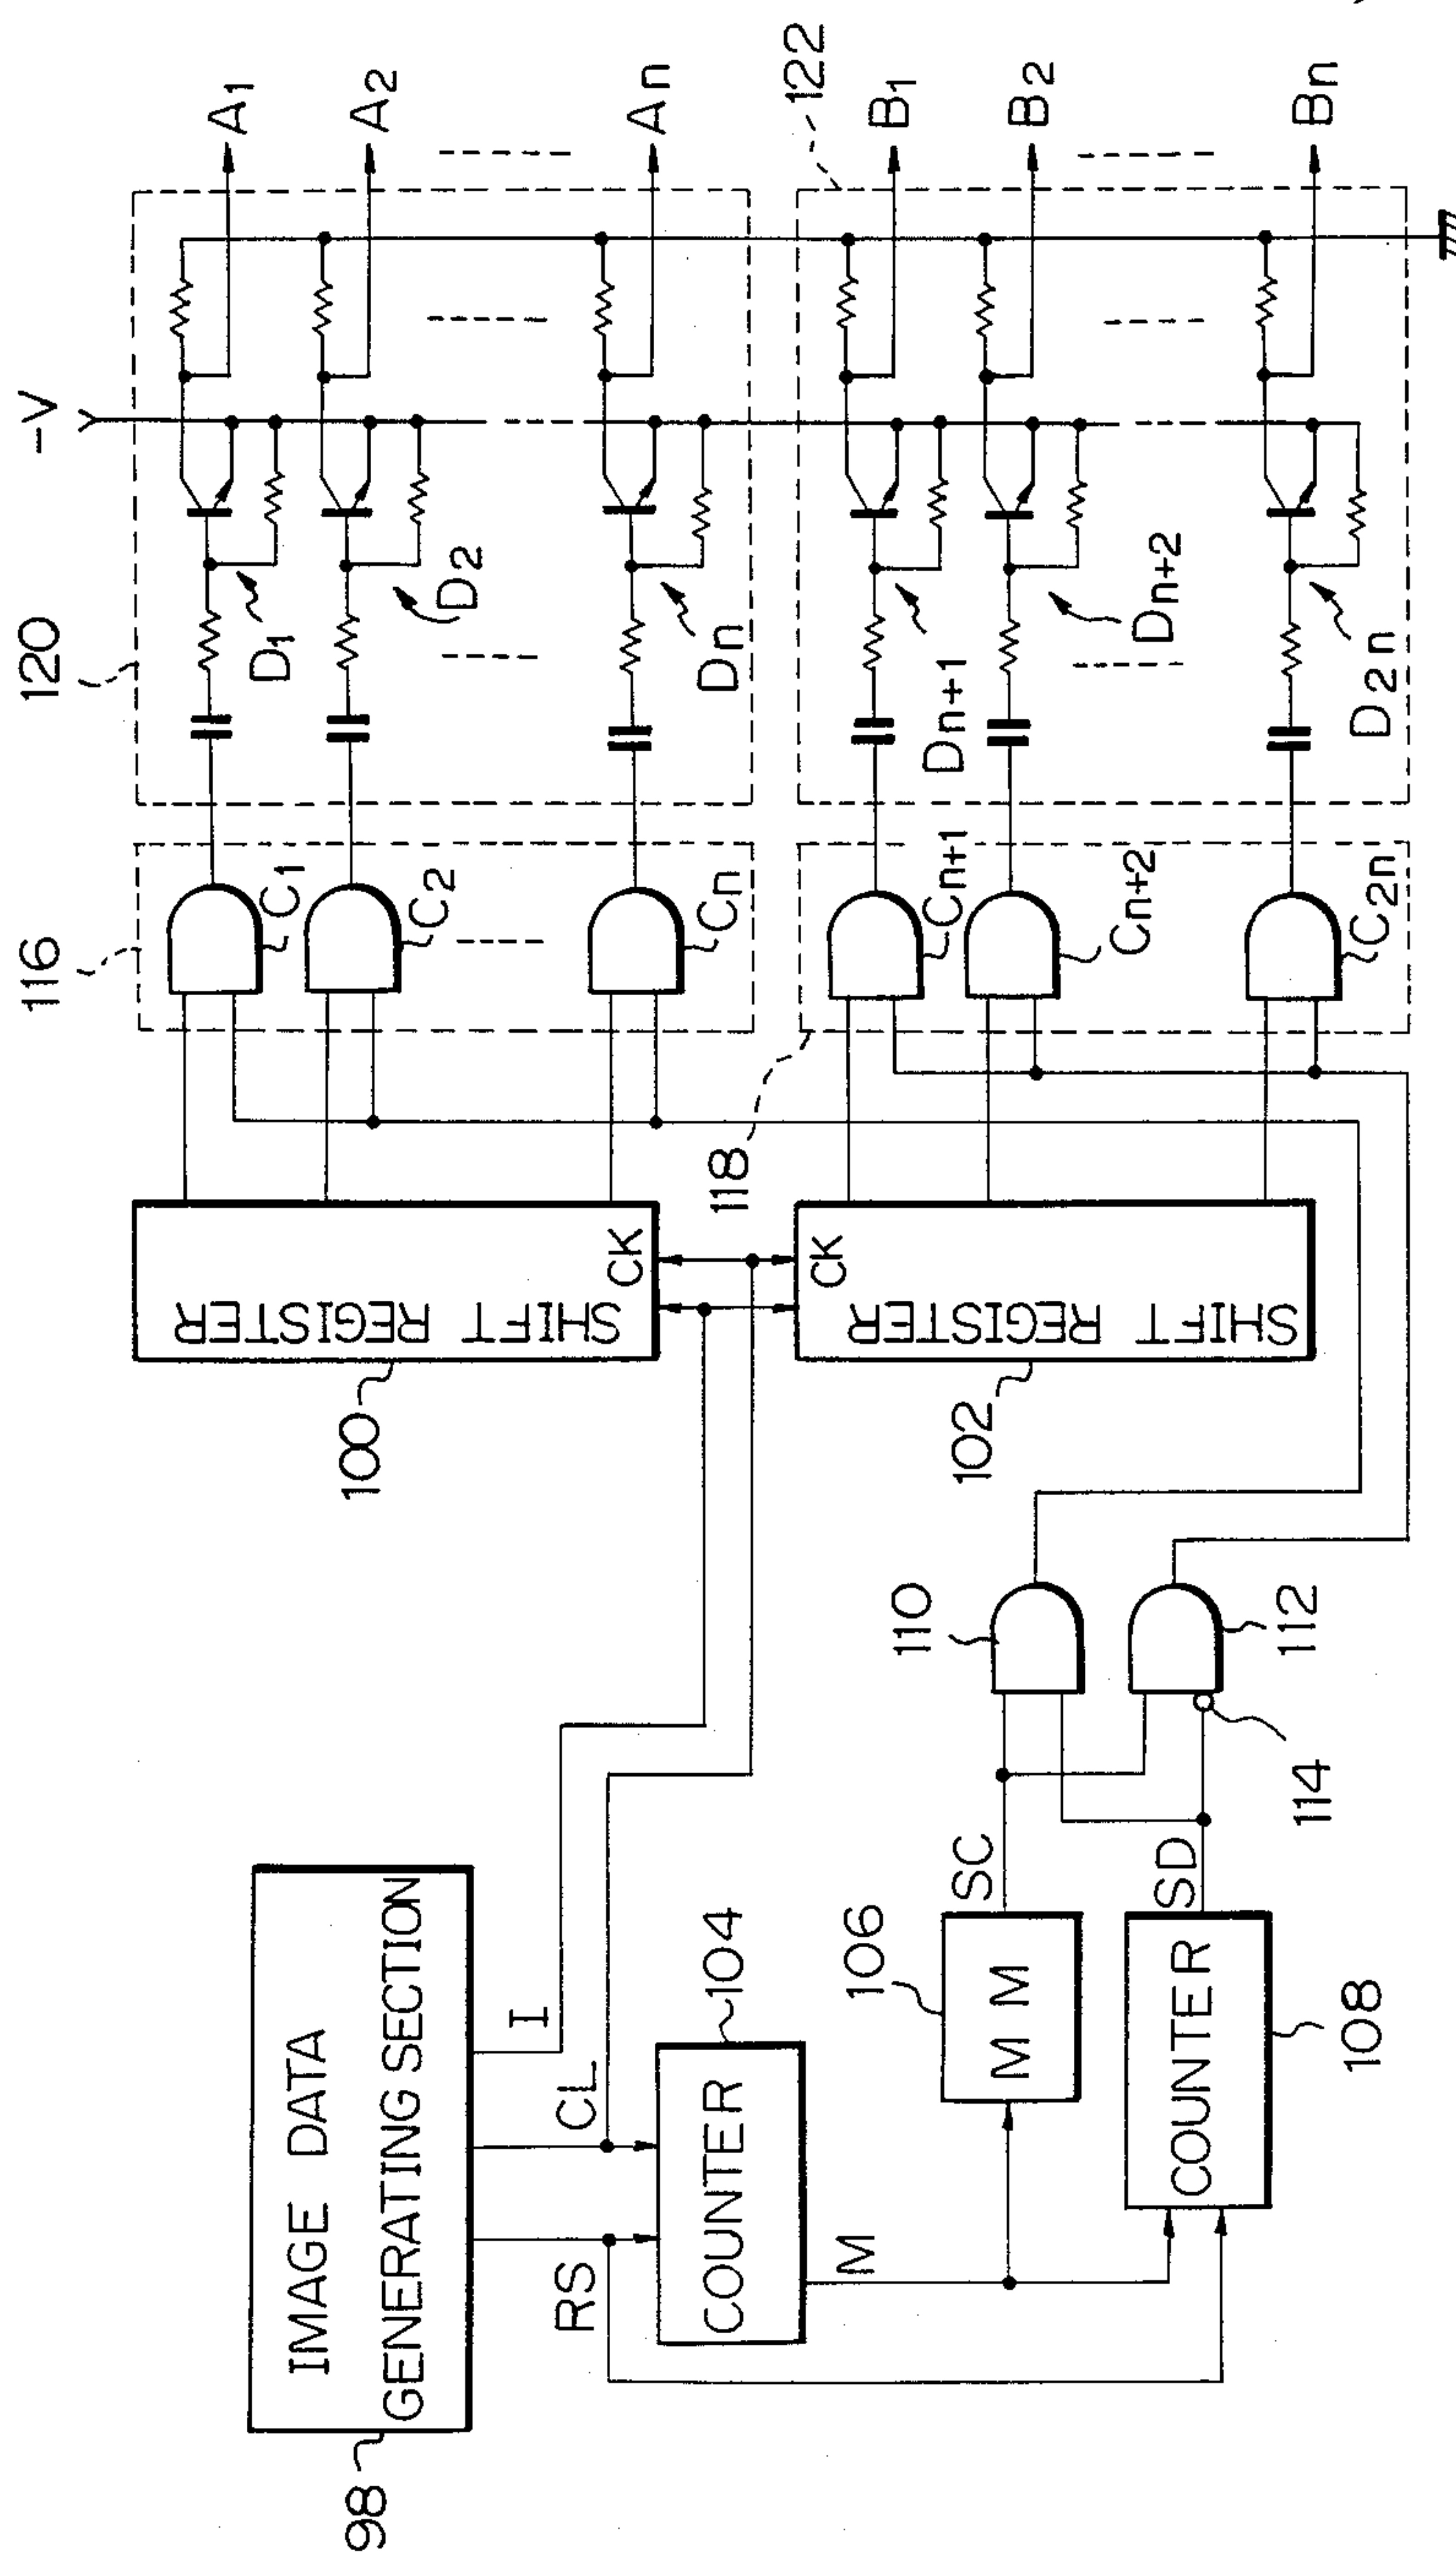 98
IMAGE DATA
GENERATING SECTION
RS
CL
I
104
COUNTER
M
106
M M
SC
108
COUNTER
SD
110
112
114
100
SHIFT REGISTER
CK
102
SHIFT REGISTER
CK
116
C1
C2
Cn
118
Cn+1
Cn+2
C2n
120
D1
D2
Dn
-V
Dn+1
Dn+2
D2n
122
A1
A2
An
B1
B2
Bn